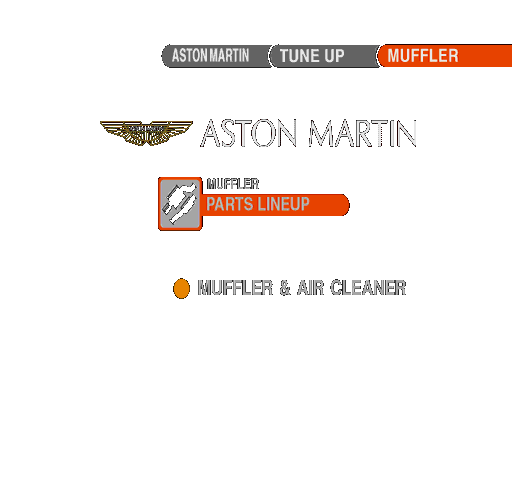 ASTON MARTIN TUNE UP MUFFLER
ASTON MARTIN
MUFFLER
PARTS LINEUP
MUFFLER & AIR CLEANER